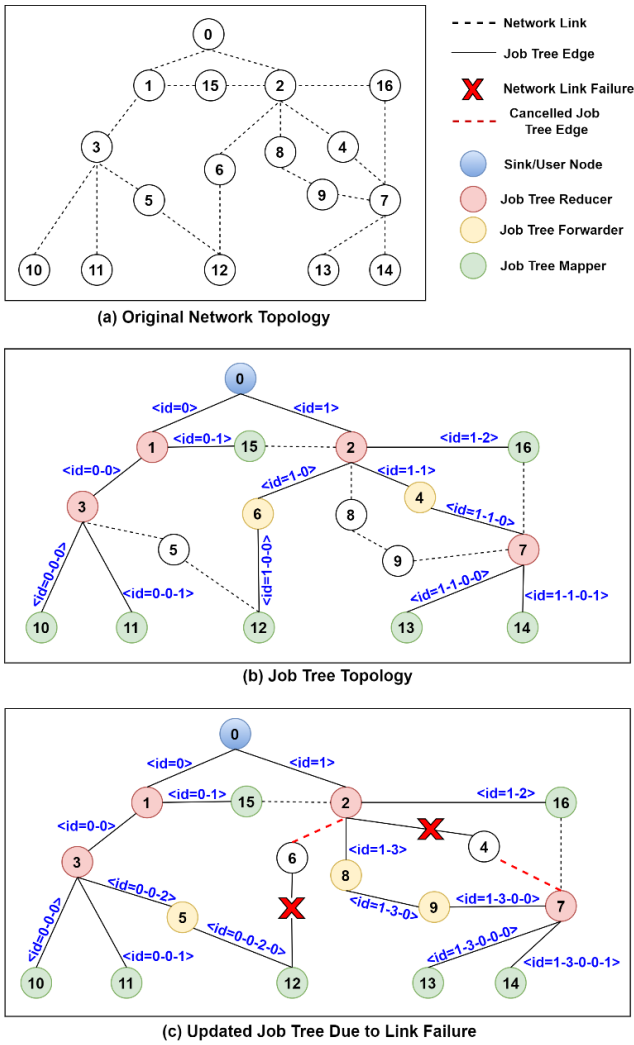 0
Network Link
Job Tree Edge
1
15
2
16
Network Link Failure
Cancelled Job
Tree Edge
3
8
4
6
Sink/User Node
5
9
7
Job Tree Reducer
Job Tree Forwarder
10
11
12
13
14
Job Tree Mapper
(a) Original Network Topology
0
<id=0>
<id=1>
1
<id=0-1>
15
2
<id=1-2>
16
<id=0-0>
<id=1-0>
<id=1-1>
3
6
8
4
<id=1-1-0>
5
9
7
<id=0-0-0>
<id=0-0-1>
<id=1-0-0>
<id=1-1-0-0>
<id=1-1-0-1>
10
11
12
13
14
(b) Job Tree Topology
0
<id=0>
<id=1>
1
<id=0-1>
15
2
<id=1-2>
16
<id=0-0>
<id=1-3>
3
6
8
4
<id=0-0-2>
<id=1-3-0>
<id=1-3-0-0>
5
9
7
<id=0-0-0>
<id=0-0-1>
<id=0-0-2-0>
<id=1-3-0-0-0>
<id=1-3-0-0-1>
10
11
12
13
14
(c) Updated Job Tree Due to Link Failure